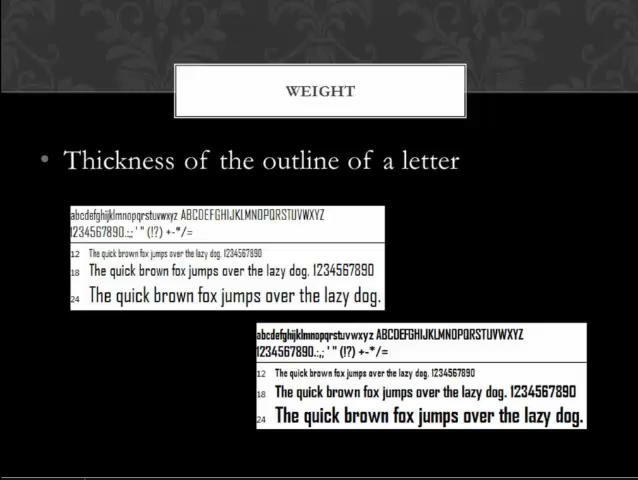 WEIGHT
• Thickness of the outline of a letter
abcdefghijklmnopqrstuvwxyz ABCDEFGHIJKLMNOPQRSTUVWXYZ
1234567890.:,; ' " (!?) +-*/=
12 The quick brown fox jumps over the lazy dog. 1234567890
18 The quick brown fox jumps over the lazy dog. 1234567890
24 The quick brown fox jumps over the lazy dog.
abcdefghijklmnopqrstuvwxyz ABCDEFGHIJKLMNOPQRSTUVWXYZ
1234567890.:,; ' " (!?) +-*/=
12 The quick brown fox jumps over the lazy dog. 1234567890
18 The quick brown fox jumps over the lazy dog. 1234567890
24 The quick brown fox jumps over the lazy dog.